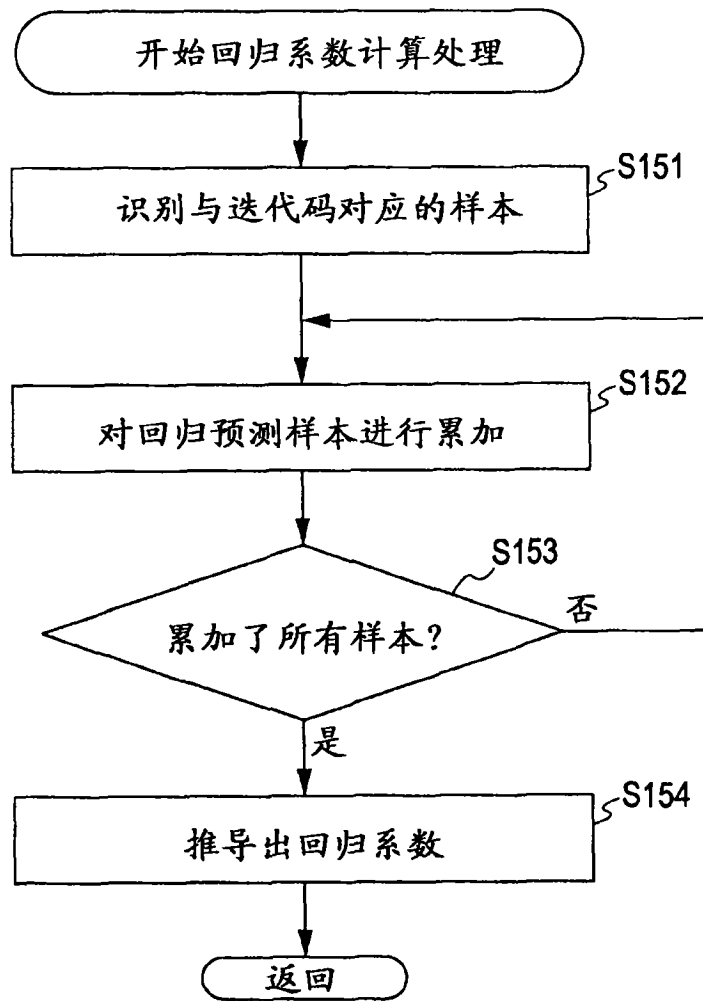 开始回归系数计算处理
S151
识别与迭代码对应的样本
S152
对回归预测样本进行累加
S153
累加了所有样本?
否
是
S154
推导出回归系数
返回